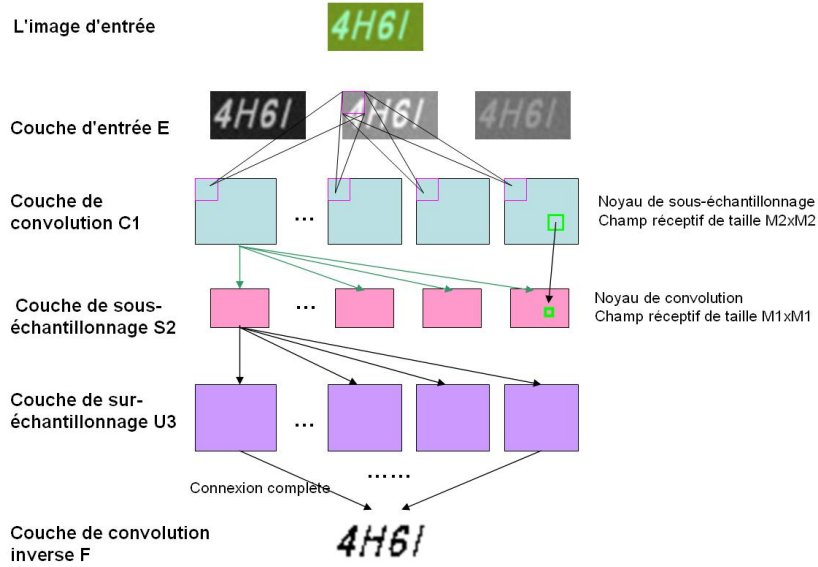 L'image d'entrée
4H6I
Couche d'entrée E
4H6I
4H6I
4H6I
Couche de
convolution C1
...
Noyau de sous-échantillonnage
Champ réceptif de taille M2xM2
Couche de sous-
échantillonnage S2
...
Noyau de convolution
Champ réceptif de taille M1xM1
Couche de sur-
échantillonnage U3
...
......
Connexion complète
Couche de convolution
inverse F
4H6I